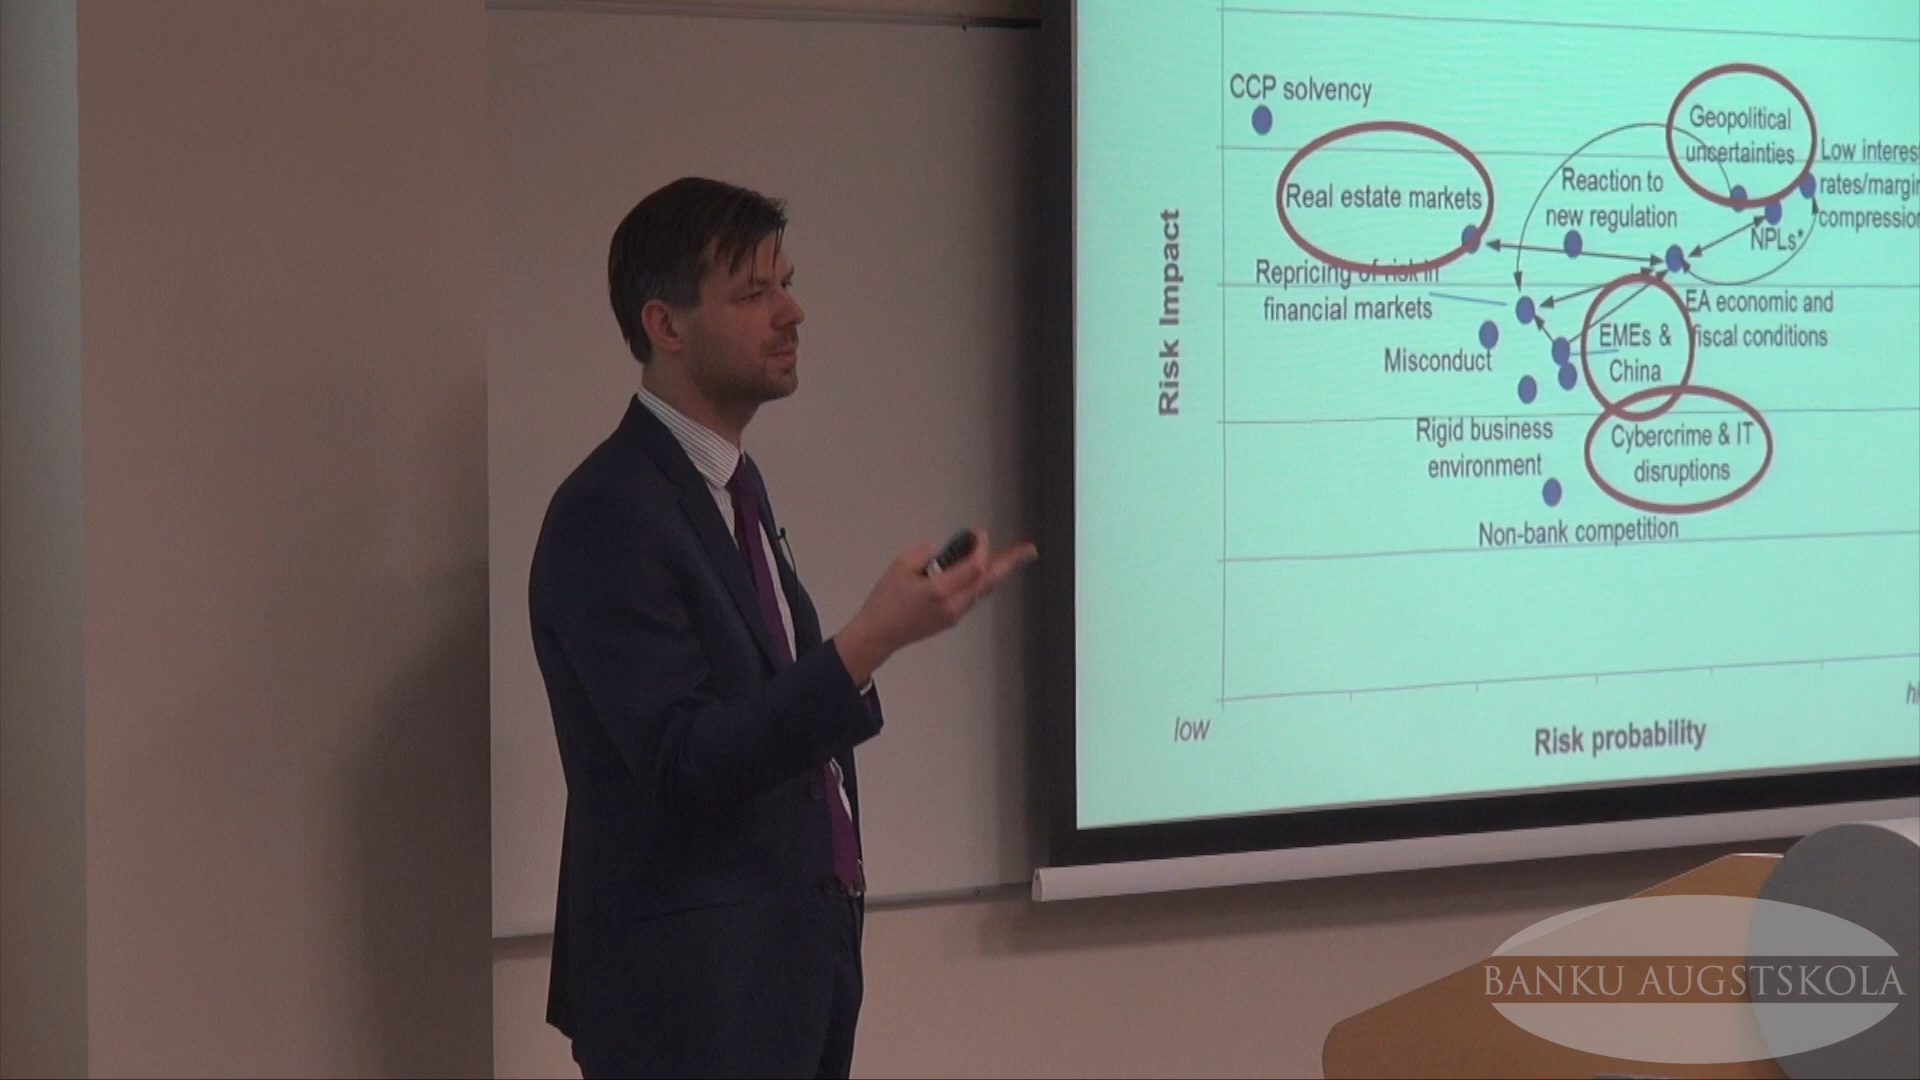 CCP solvency
Geopolitical
uncertainties
Low interest
rates/margin
compression
Real estate markets
Reaction to
new regulation
NPLs*
Repricing of risk in
financial markets
EA economic and
fiscal conditions
EMEs &
China
Misconduct
Rigid business
environment
Cybercrime & IT
disruptions
Non-bank competition
Risk Impact
low
Risk probability
BANKU AUGSTSKOLA